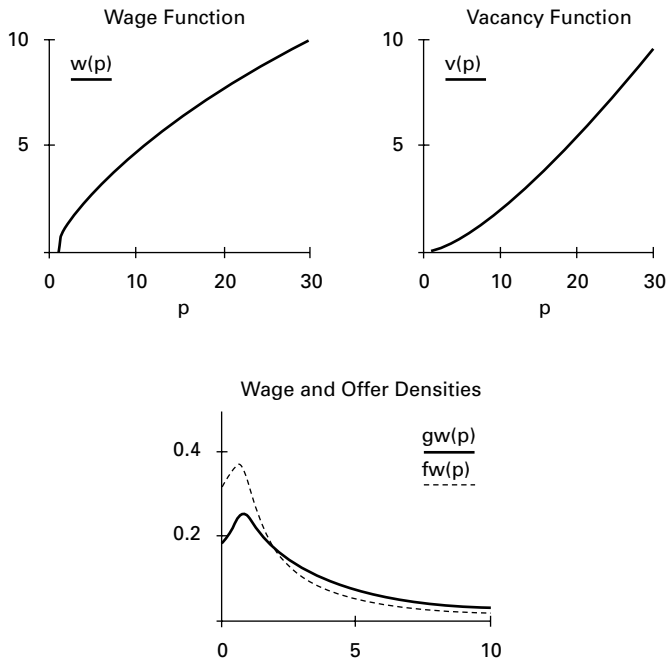 Wage Function
10
w(p)
5
0 10 20 30
p
Vacancy Function
10
v(p)
5
0 10 20 30
p
Wage and Offer Densities
gw(p)
0.4
fw(p)
0.2
0 5 10